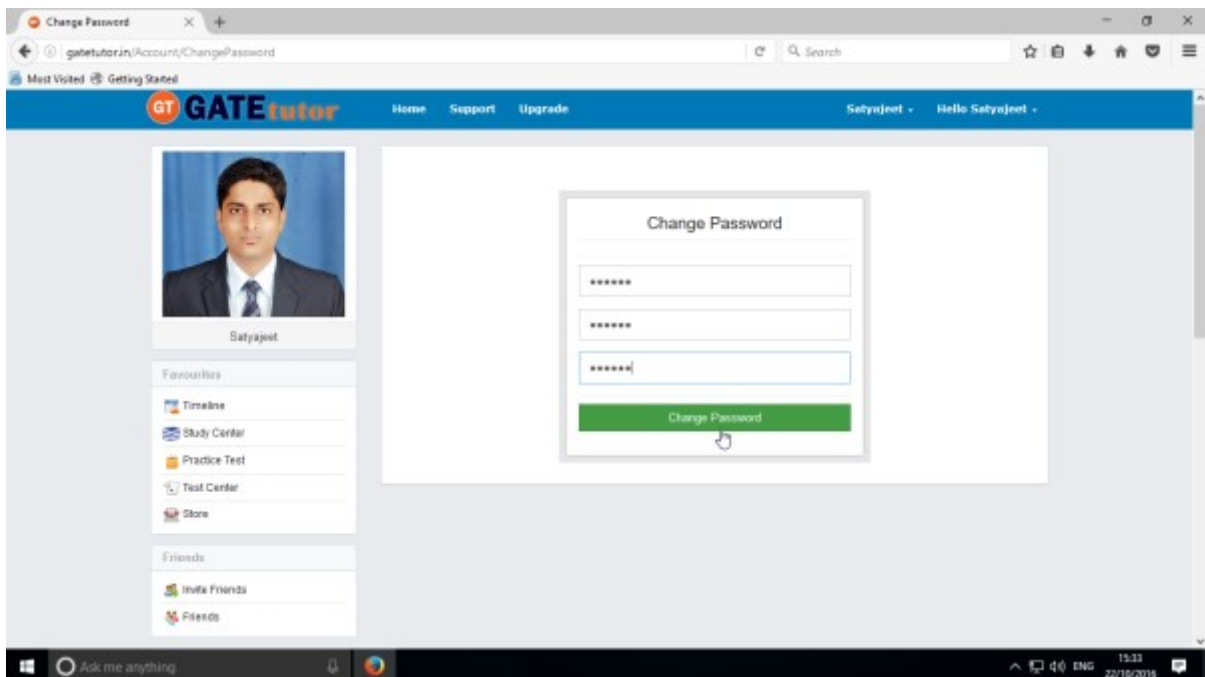 Change Password
gatetutor.in/Account/ChangePassword
Search
Most Visited Getting Started
GT GATEtutor Home Support Upgrade Satyajeet Hello Satyajeet
Change Password
••••••
••••••
••••••
Change Password
Satyajeet
Favourites
Timeline
Study Center
Practice Test
Test Center
Store
Friends
Invite Friends
Friends
Ask me anything
ENG
15:33
22/10/2016